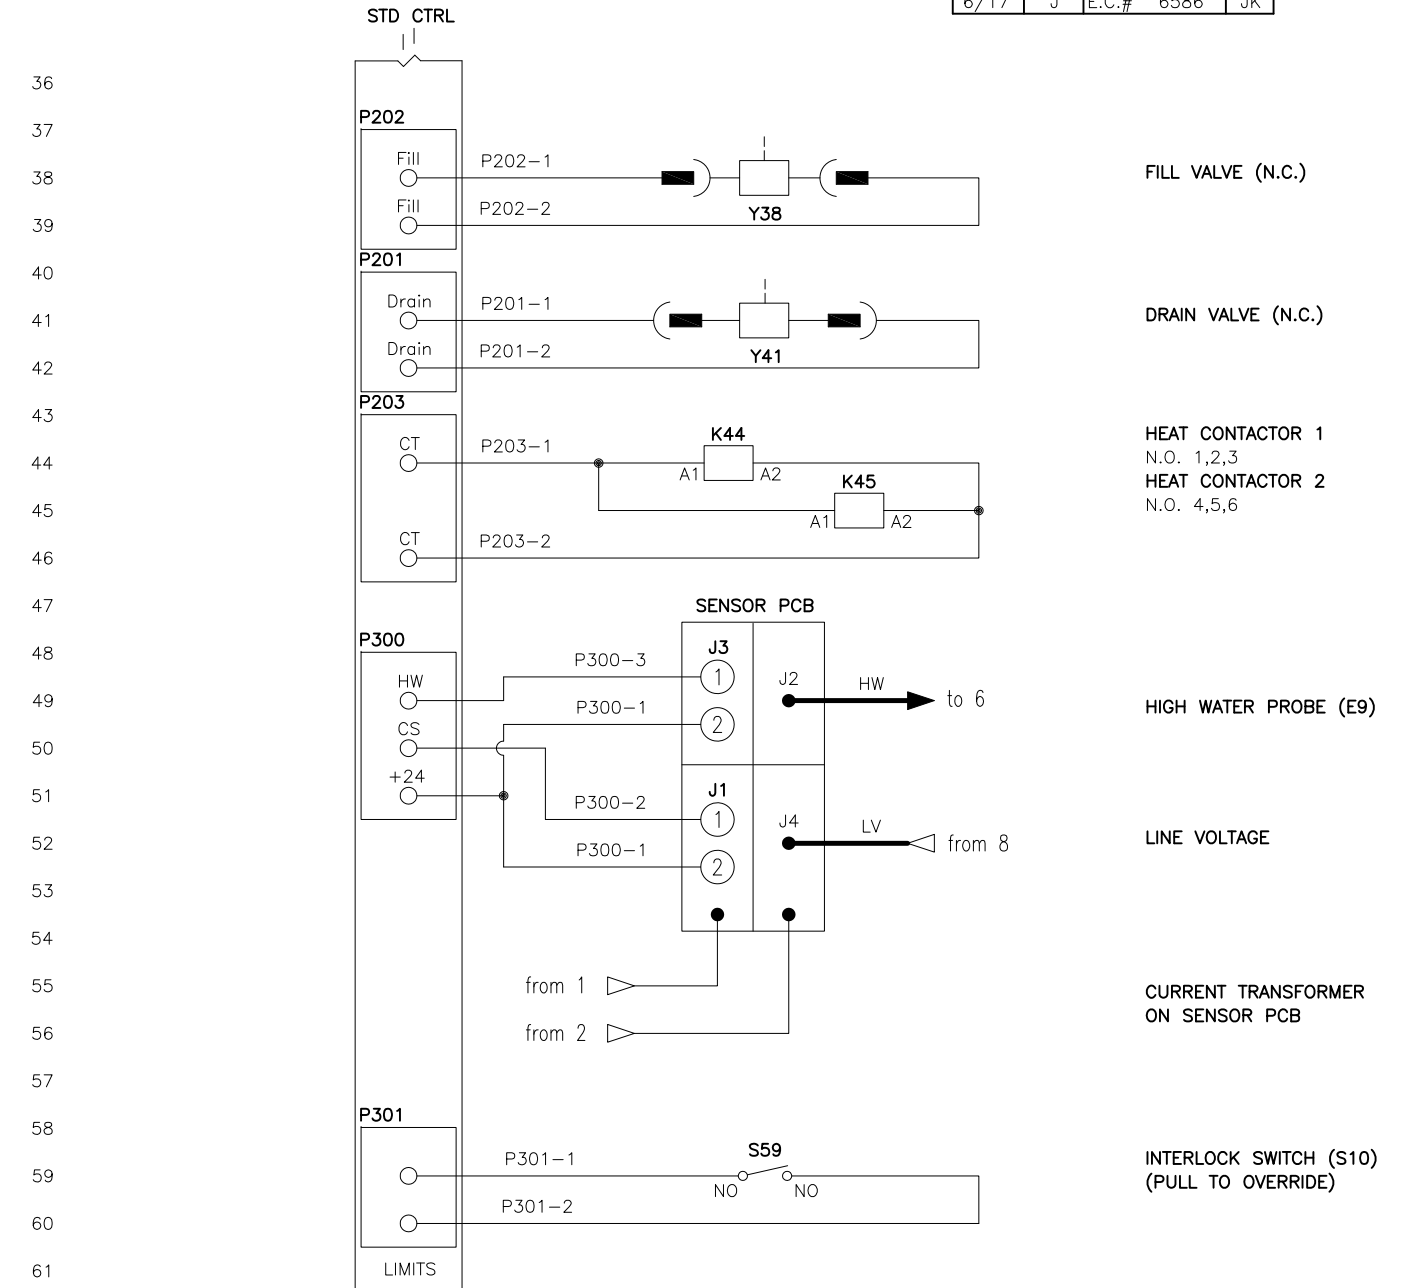 6/17 J E.C.# 6586 JK
STD CTRL
36
37
P202
Fill P202-1
38
FILL VALVE (N.C.)
Fill P202-2
Y38
39
P201
40
Drain P201-1
41
DRAIN VALVE (N.C.)
Drain P201-2
Y41
42
P203
43
CT P203-1
K44
HEAT CONTACTOR 1
44
A1 A2
N.O. 1,2,3
K45
HEAT CONTACTOR 2
45
A1 A2
N.O. 4,5,6
CT P203-2
46
47
SENSOR PCB
P300
48
P300-3
J3
1
HW
J2
HW
49
to 6
HIGH WATER PROBE (E9)
P300-1
2
CS
50
+24
51
P300-2
J1
1
J4
LV
52
from 8
LINE VOLTAGE
P300-1
2
53
54
55
from 1
CURRENT TRANSFORMER
ON SENSOR PCB
56
from 2
57
P301
58
P301-1
S59
INTERLOCK SWITCH (S10)
59
NO NO
(PULL TO OVERRIDE)
P301-2
60
61
LIMITS